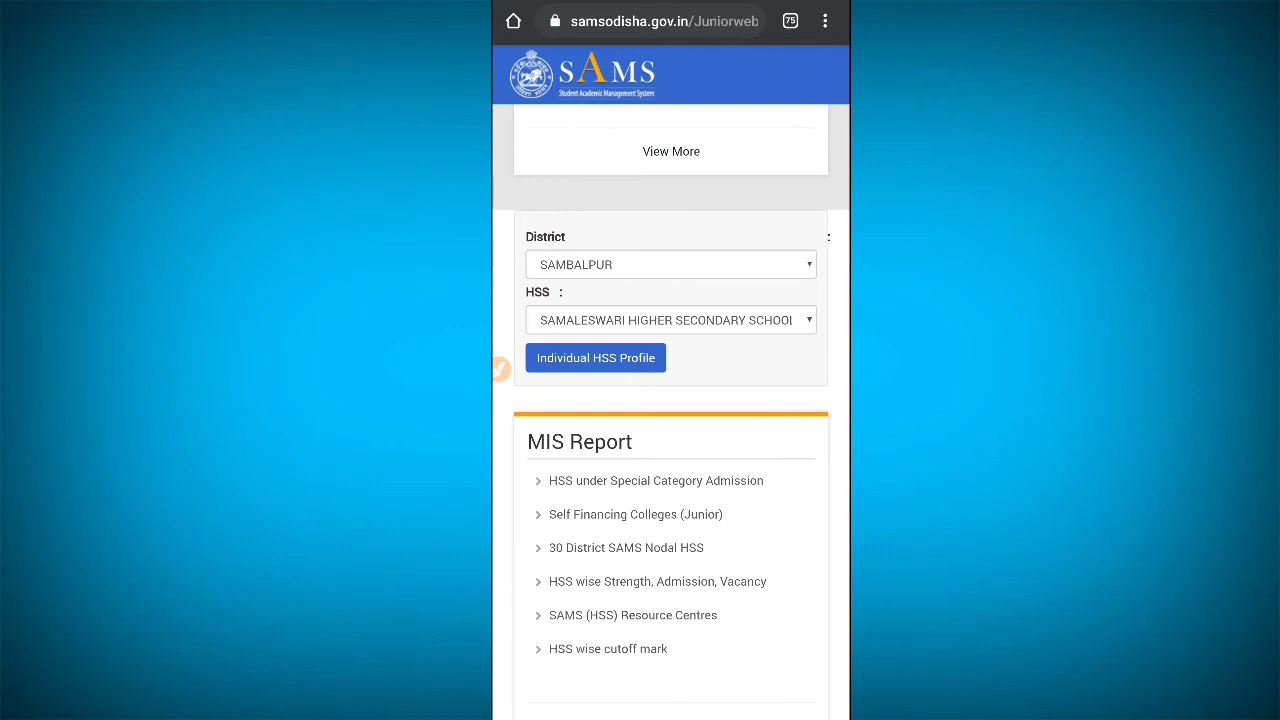 samsodisha.gov.in/Juniorweb
75
SAMS
Student Academic Management System
View More
District :
SAMBALPUR
HSS :
SAMALESWARI HIGHER SECONDARY SCHOOL
Individual HSS Profile
MIS Report
HSS under Special Category Admission
Self Financing Colleges (Junior)
30 District SAMS Nodal HSS
HSS wise Strength, Admission, Vacancy
SAMS (HSS) Resource Centres
HSS wise cutoff mark